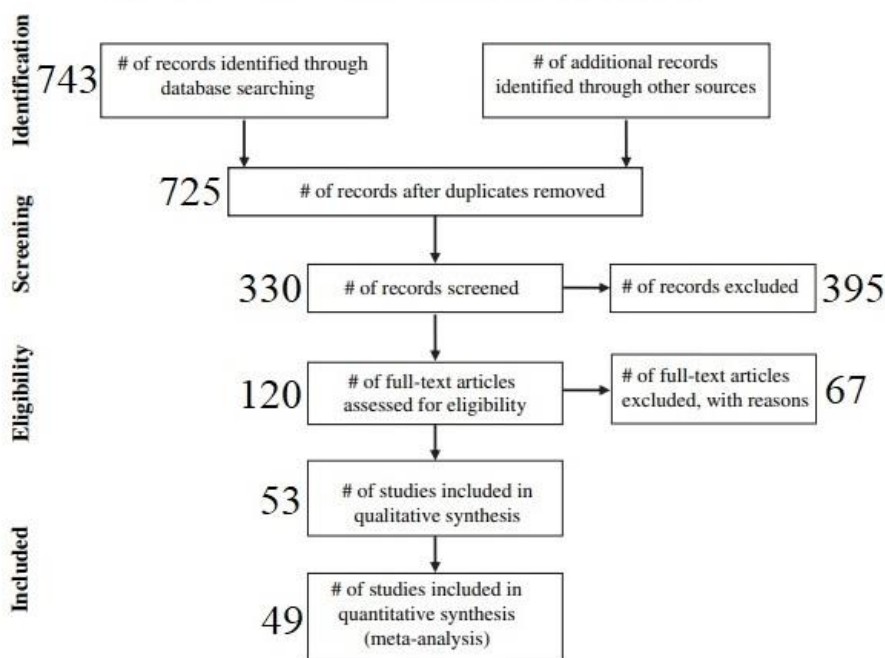 Identification
743
# of records identified through
database searching
# of additional records
identified through other sources
Screening
725
# of records after duplicates removed
330
# of records screened
# of records excluded
395
Eligibility
120
# of full-text articles
assessed for eligibility
# of full-text articles
excluded, with reasons
67
Included
53
# of studies included in
qualitative synthesis
49
# of studies included in
quantitative synthesis
(meta-analysis)